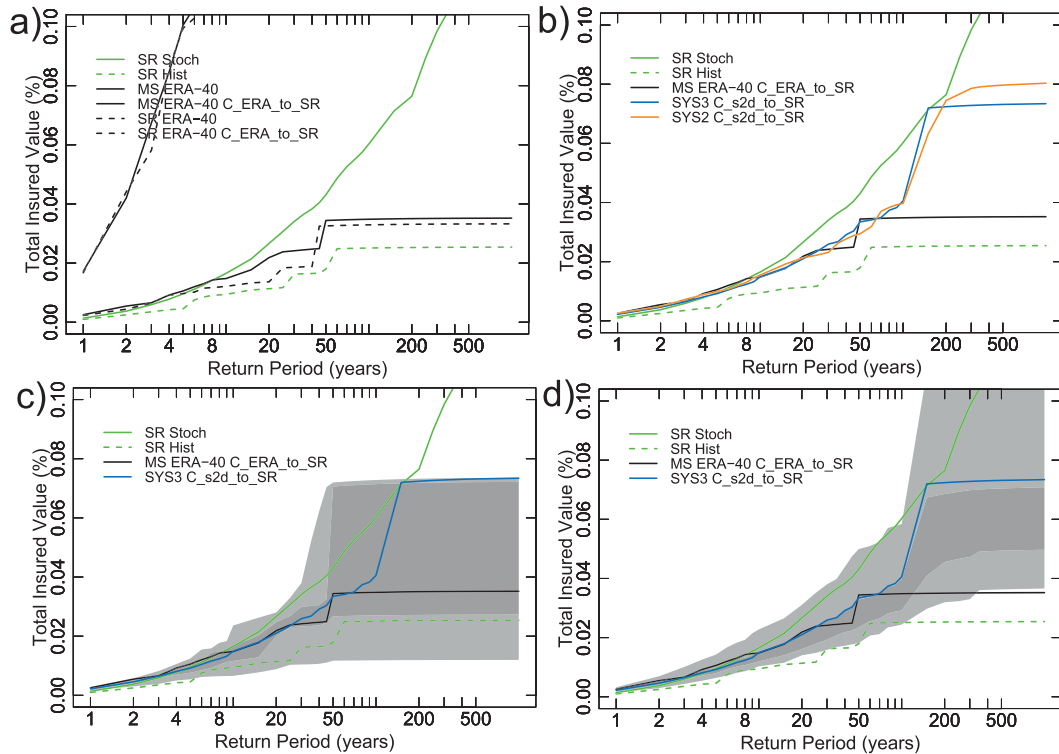 a)
Total Insured Value (%)
0.00 0.02 0.04 0.06 0.08 0.10
SR Stoch
SR Hist
MS ERA−40
MS ERA−40 C_ERA_to_SR
SR ERA−40
SR ERA−40 C_ERA_to_SR
1 2 4 8 20 50 200 500
Return Period (years)
b)
Total Insured Value (%)
0.00 0.02 0.04 0.06 0.08 0.10
SR Stoch
SR Hist
MS ERA−40 C_ERA_to_SR
SYS3 C_s2d_to_SR
SYS2 C_s2d_to_SR
1 2 4 8 20 50 200 500
Return Period (years)
c)
Total Insured Value (%)
0.00 0.02 0.04 0.06 0.08 0.10
SR Stoch
SR Hist
MS ERA−40 C_ERA_to_SR
SYS3 C_s2d_to_SR
1 2 4 8 20 50 200 500
Return Period (years)
d)
Total Insured Value (%)
0.00 0.02 0.04 0.06 0.08 0.10
SR Stoch
SR Hist
MS ERA−40 C_ERA_to_SR
SYS3 C_s2d_to_SR
1 2 4 8 20 50 200 500
Return Period (years)